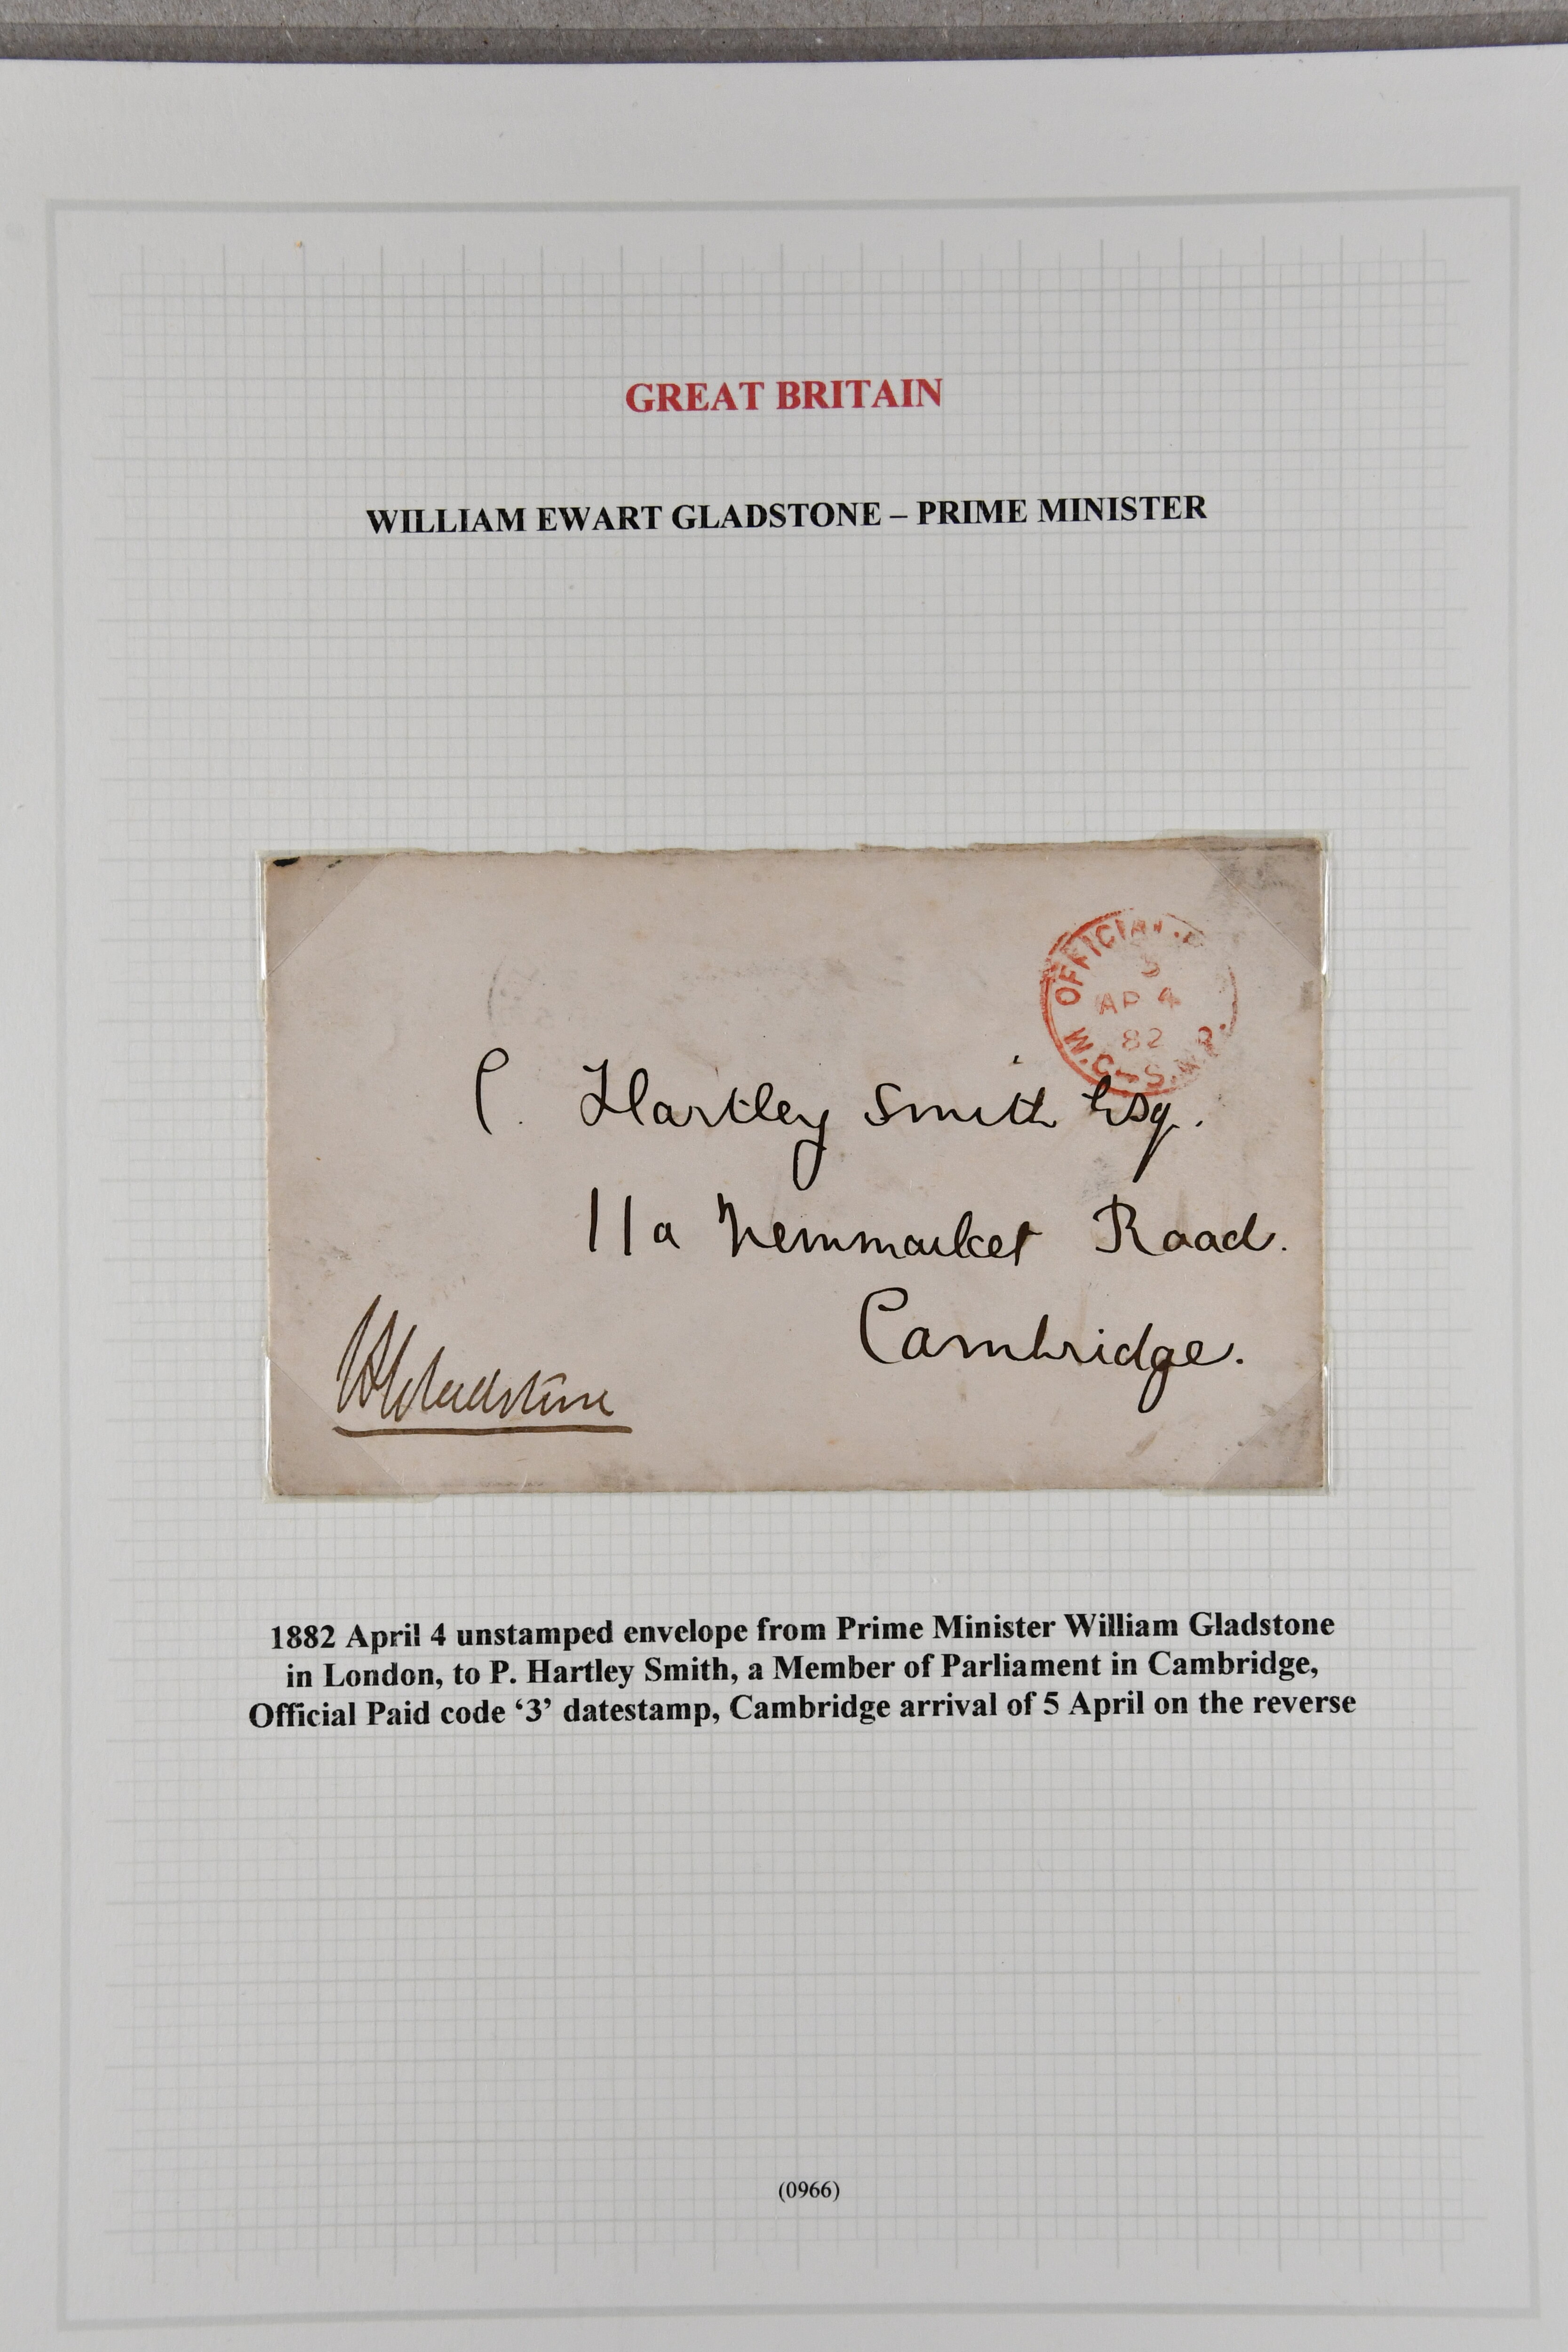 GREAT BRITAIN
WILLIAM EWART GLADSTONE – PRIME MINISTER
OFFICIAL
3
AP 4
82
C. Hartley Smith Esq.
11a Newmarket Road.
Cambridge.
WEGladstone
1882 April 4 unstamped envelope from Prime Minister William Gladstone
in London, to P. Hartley Smith, a Member of Parliament in Cambridge,
Official Paid code ‘3’ datestamp, Cambridge arrival of 5 April on the reverse
(0966)